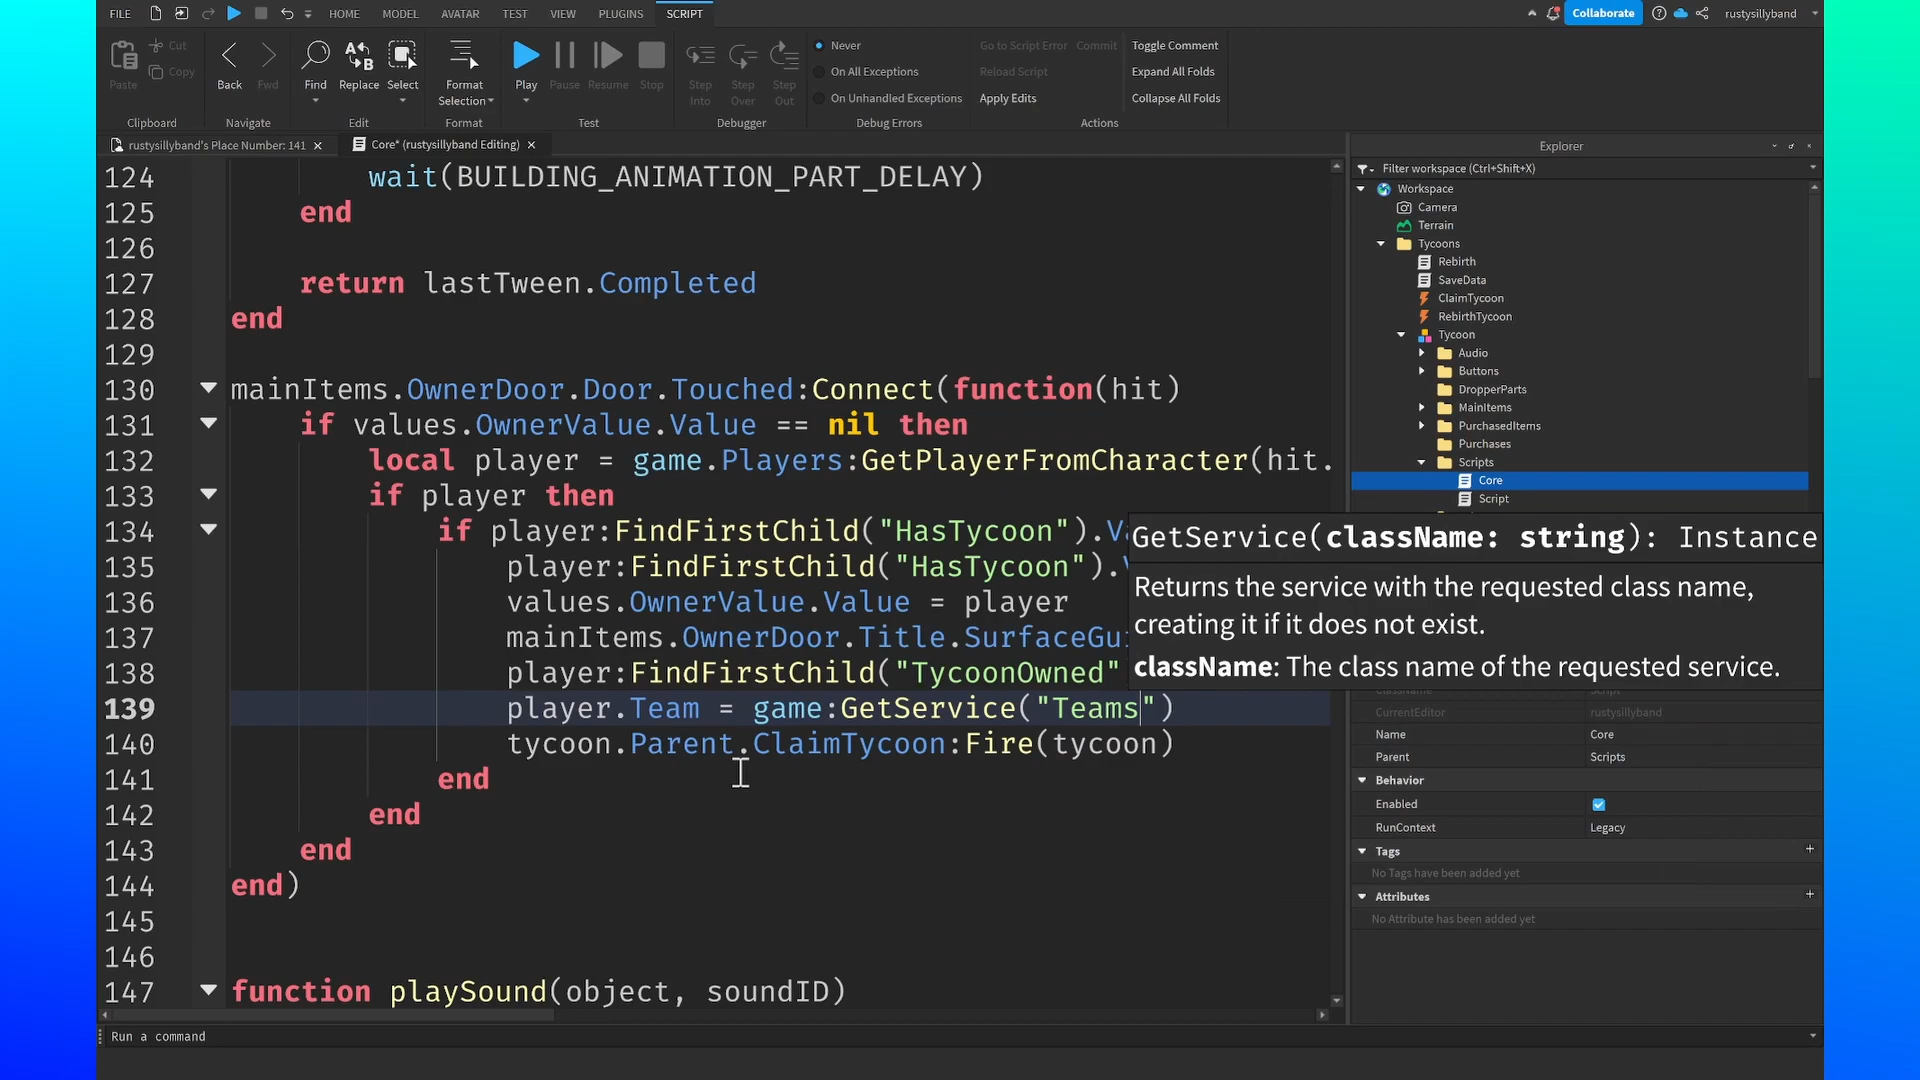 FILE HOME MODEL AVATAR TEST VIEW PLUGINS SCRIPT Collaborate rustysillyband
Paste Cut Copy Back Fwd Find Replace Select Format Selection Play Pause Resume Stop Step Into Step Over Step Out
Never
On All Exceptions
On Unhandled Exceptions
Go to Script Error Commit
Reload Script
Apply Edits
Toggle Comment
Expand All Folds
Collapse All Folds
Clipboard Navigate Edit Format Test Debugger Debug Errors Actions
rustysillyband's Place Number: 141 Core* (rustysillyband Editing)
124 wait(BUILDING_ANIMATION_PART_DELAY)
125 end
126
127 return lastTween.Completed
128 end
129
130 mainItems.OwnerDoor.Door.Touched:Connect(function(hit)
131 if values.OwnerValue.Value == nil then
132 local player = game.Players:GetPlayerFromCharacter(hit.
133 if player then
134 if player:FindFirstChild("HasTycoon").
135 player:FindFirstChild("HasTycoon").
136 values.OwnerValue.Value = player
137 mainItems.OwnerDoor.Title.SurfaceGu
138 player:FindFirstChild("TycoonOwned"
139 player.Team = game:GetService("Teams")
140 tycoon.Parent.ClaimTycoon:Fire(tycoon)
141 end
142 end
143 end
144 end)
145
146
147 function playSound(object, soundID)
GetService(className: string): Instance
Returns the service with the requested class name,
creating it if it does not exist.
className: The class name of the requested service.
Run a command
Explorer
Filter workspace (Ctrl+Shift+X)
Workspace
Camera
Terrain
Tycoons
Rebirth
SaveData
ClaimTycoon
RebirthTycoon
Tycoon
Audio
Buttons
DropperParts
MainItems
PurchasedItems
Purchases
Scripts
Core
Script
CurrentEditor rustysillyband
Name Core
Parent Scripts
Behavior
Enabled
RunContext Legacy
Tags +
No Tags have been added yet
Attributes +
No Attribute has been added yet